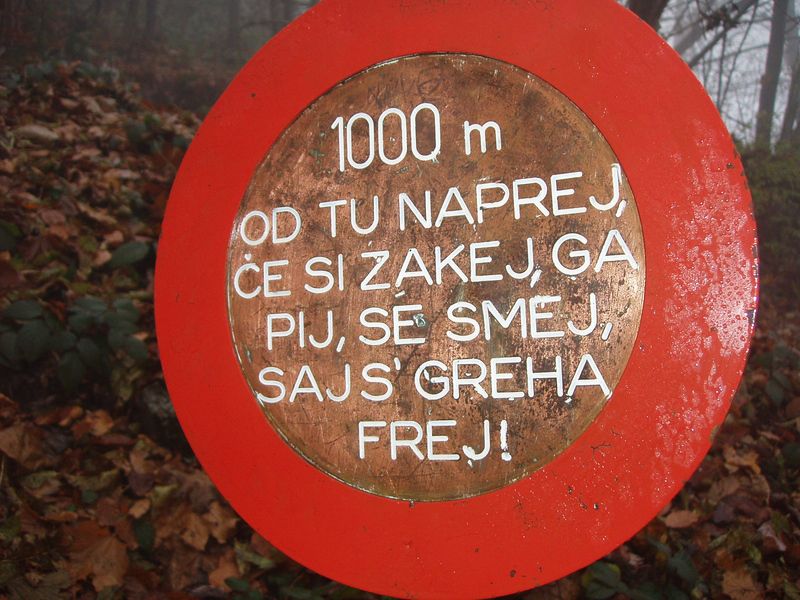 1000 m
OD TU NAPREJ,
ČE SI ZAKEJ, GA
PIJ, SE SMEJ,
SAJ S' GREHA
FREJ!